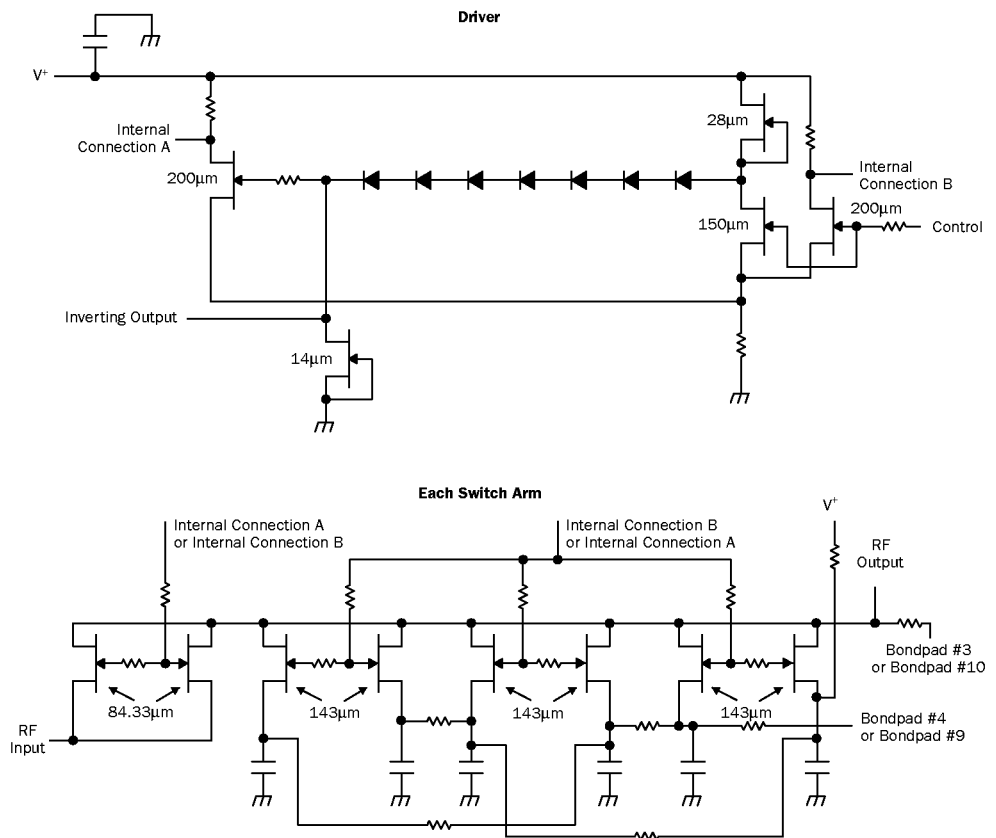 Driver
V+
Internal
Connection A
200µm
28µm
Internal
Connection B
150µm
200µm
Control
Inverting Output
14µm
Each Switch Arm
Internal Connection A
or Internal Connection B
Internal Connection B
or Internal Connection A
V+
RF
Output
Bondpad #3
or Bondpad #10
84.33µm
143µm
143µm
143µm
RF
Input
Bondpad #4
or Bondpad #9